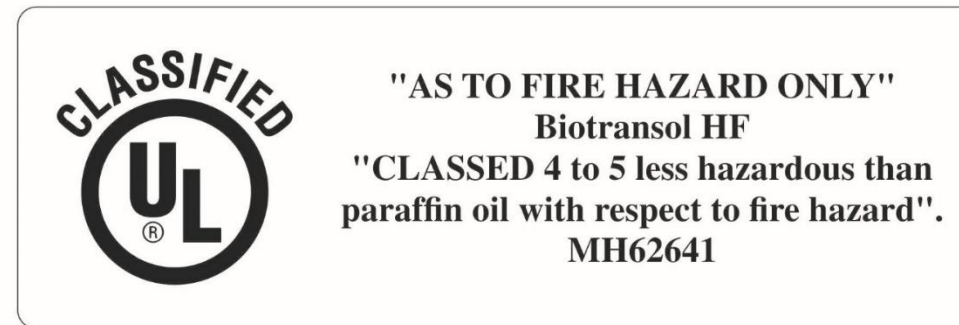 CLASSIFIED
UL
®
"AS TO FIRE HAZARD ONLY"
Biotransol HF
"CLASSED 4 to 5 less hazardous than
paraffin oil with respect to fire hazard".
MH62641